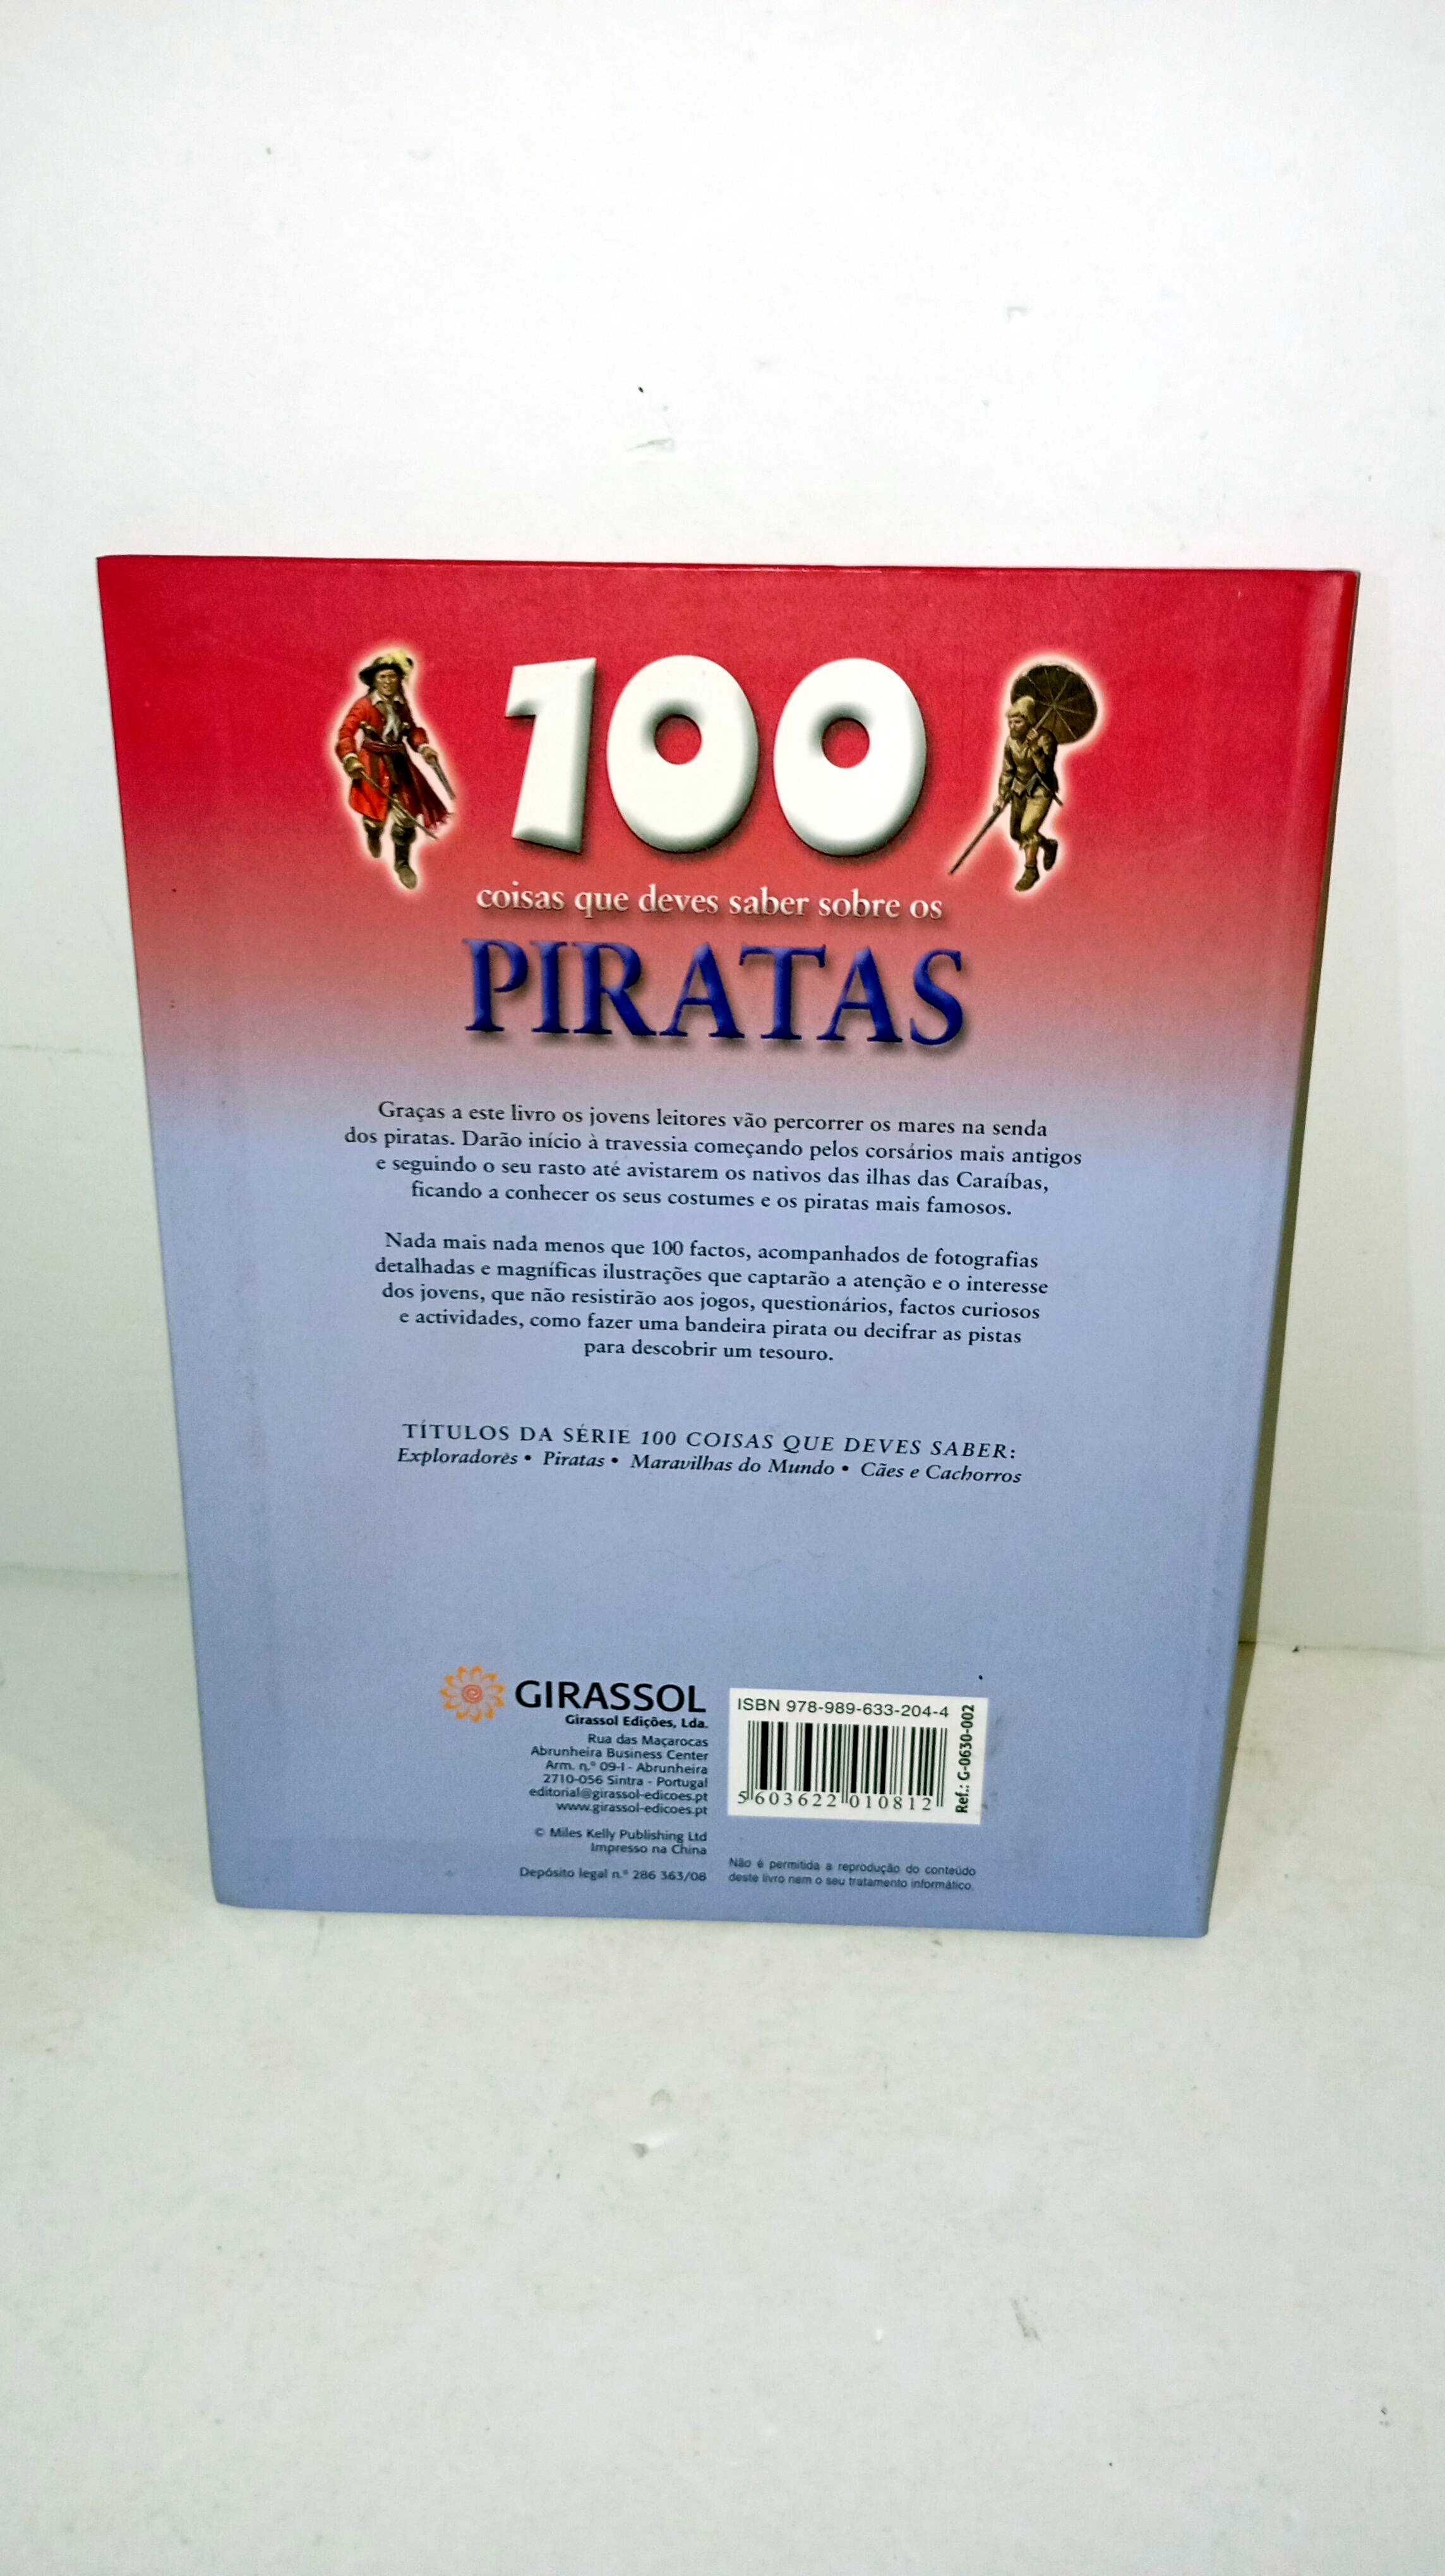 100
coisas que deves saber sobre os
PIRATAS
Graças a este livro os jovens leitores vão percorrer os mares na senda
dos piratas. Darão início à travessia começando pelos corsários mais antigos
e seguindo o seu rasto até avistarem os nativos das ilhas das Caraíbas,
ficando a conhecer os seus costumes e os piratas mais famosos.
Nada mais nada menos que 100 factos, acompanhados de fotografias
detalhadas e magníficas ilustrações que captarão a atenção e o interesse
dos jovens, que não resistirão aos jogos, questionários, factos curiosos
e actividades, como fazer uma bandeira pirata ou decifrar as pistas
para descobrir um tesouro.
TÍTULOS DA SÉRIE 100 COISAS QUE DEVES SABER:
Exploradores • Piratas • Maravilhas do Mundo • Cães e Cachorros
GIRASSOL
Girassol Edições, Lda.
Rua das Maçarocas
Abrunheira Business Center
Arm. n.º 09-I - Abrunheira
2710-056 Sintra - Portugal
editorial@girassol-edicoes.pt
www.girassol-edicoes.pt
© Miles Kelly Publishing Ltd
Impresso na China
Depósito legal n.º 286 363/08
ISBN 978-989-633-204-4
5 603622 010812
Ref.: G-0630-002
Não é permitida a reprodução do conteúdo
deste livro nem o seu tratamento informático.